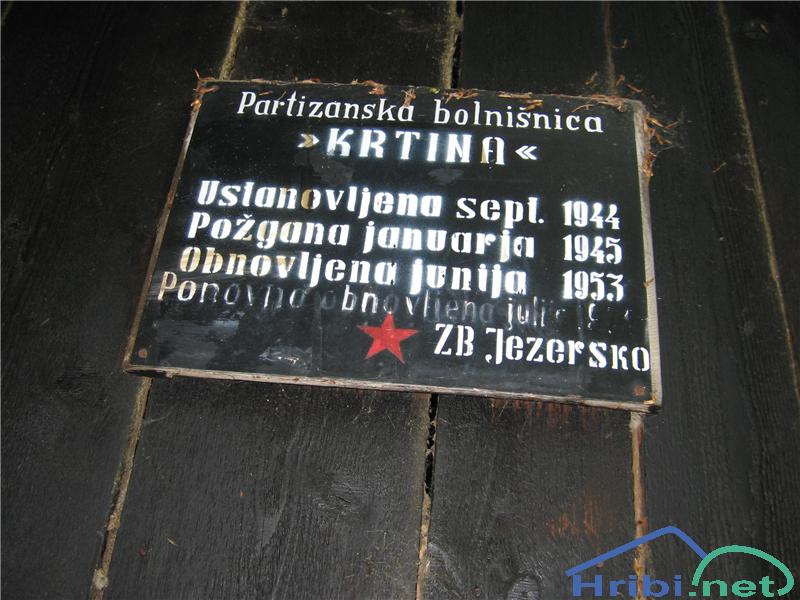 Partizanska bolnišnica
»KRTINA«
Ustanovljena sept. 1944
Požgana januarja 1945
Obnovljena junija 1953
Ponovno obnovljena
ZB Jezersko
Hribi.net